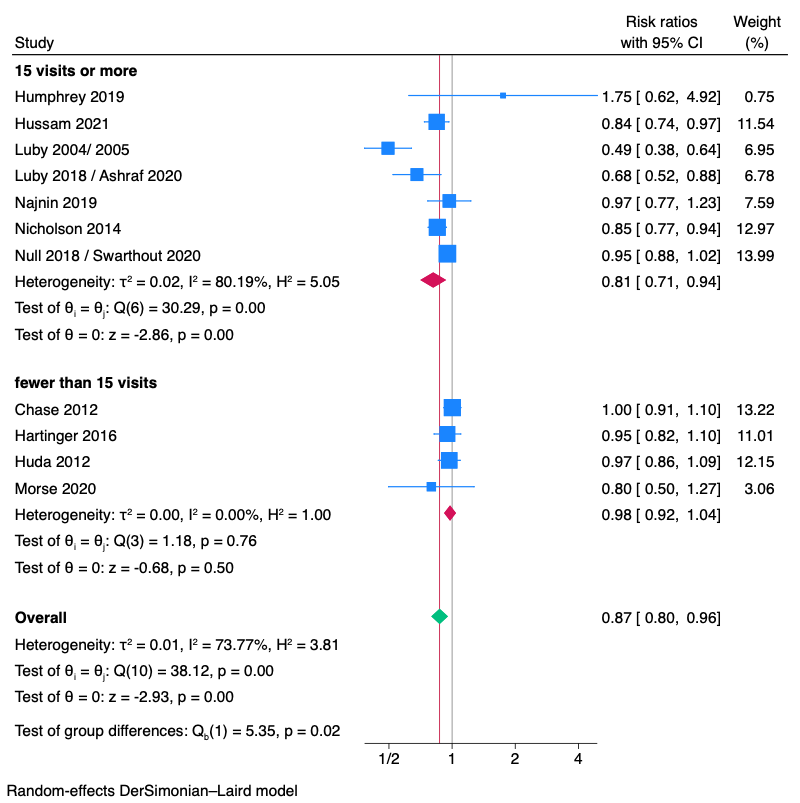 Risk ratios Weight
Study with 95% CI (%)
15 visits or more
Humphrey 2019 1.75 [ 0.62, 4.92] 0.75
Hussam 2021 0.84 [ 0.74, 0.97] 11.54
Luby 2004/ 2005 0.49 [ 0.38, 0.64] 6.95
Luby 2018 / Ashraf 2020 0.68 [ 0.52, 0.88] 6.78
Najnin 2019 0.97 [ 0.77, 1.23] 7.59
Nicholson 2014 0.85 [ 0.77, 0.94] 12.97
Null 2018 / Swarthout 2020 0.95 [ 0.88, 1.02] 13.99
Heterogeneity: τ² = 0.02, I² = 80.19%, H² = 5.05 0.81 [ 0.71, 0.94]
Test of θᵢ = θⱼ: Q(6) = 30.29, p = 0.00
Test of θ = 0: z = -2.86, p = 0.00
fewer than 15 visits
Chase 2012 1.00 [ 0.91, 1.10] 13.22
Hartinger 2016 0.95 [ 0.82, 1.10] 11.01
Huda 2012 0.97 [ 0.86, 1.09] 12.15
Morse 2020 0.80 [ 0.50, 1.27] 3.06
Heterogeneity: τ² = 0.00, I² = 0.00%, H² = 1.00 0.98 [ 0.92, 1.04]
Test of θᵢ = θⱼ: Q(3) = 1.18, p = 0.76
Test of θ = 0: z = -0.68, p = 0.50
Overall 0.87 [ 0.80, 0.96]
Heterogeneity: τ² = 0.01, I² = 73.77%, H² = 3.81
Test of θᵢ = θⱼ: Q(10) = 38.12, p = 0.00
Test of θ = 0: z = -2.93, p = 0.00
Test of group differences: Q_b(1) = 5.35, p = 0.02
1/2 1 2 4
Random-effects DerSimonian–Laird model